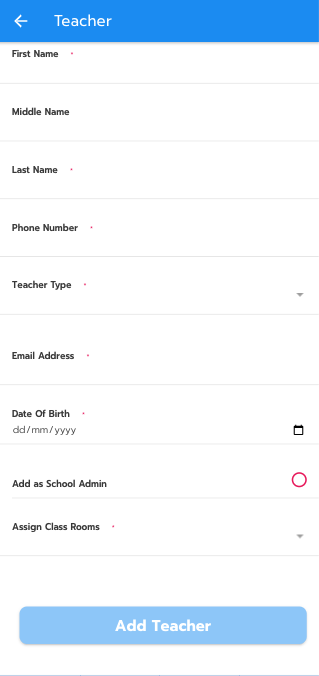 Teacher
First Name *
Middle Name
Last Name *
Phone Number *
Teacher Type *
Email Address *
Date Of Birth *
dd/mm/yyyy
Add as School Admin
Assign Class Rooms *
Add Teacher